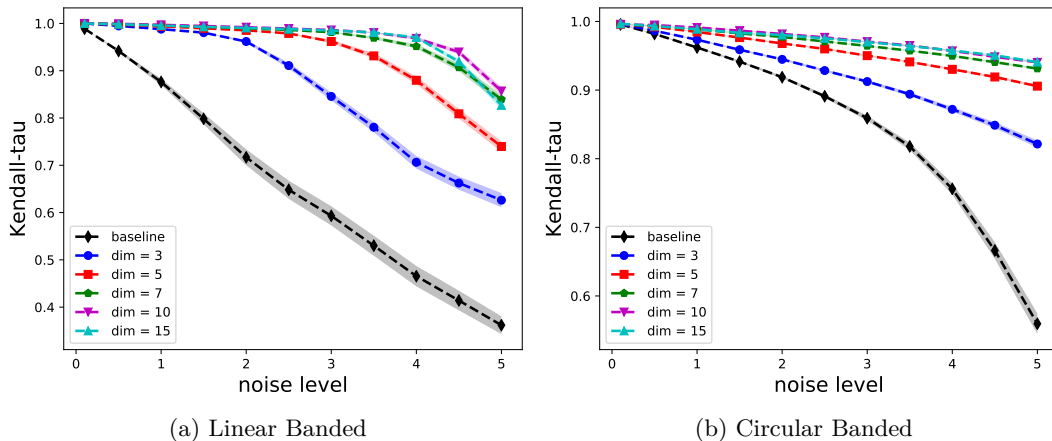 Kendall-tau
1.0
0.9
0.8
0.7
0.6
0.5
0.4
baseline
dim = 3
dim = 5
dim = 7
dim = 10
dim = 15
0 1 2 3 4 5
noise level
(a) Linear Banded
Kendall-tau
1.0
0.9
0.8
0.7
0.6
baseline
dim = 3
dim = 5
dim = 7
dim = 10
dim = 15
0 1 2 3 4 5
noise level
(b) Circular Banded